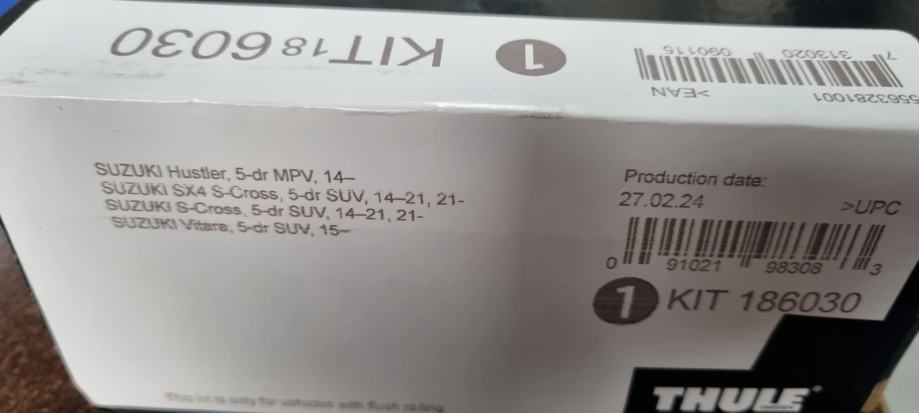 KIT 186030
1
7 313020 090116
>EAN
5563281001
SUZUKI Hustler, 5-dr MPV, 14–
SUZUKI SX4 S-Cross, 5-dr SUV, 14–21, 21-
SUZUKI S-Cross, 5-dr SUV, 14–21, 21-
SUZUKI Vitara, 5-dr SUV, 15–
Production date:
27.02.24
>UPC
0 91021 98308 3
1 KIT 186030
This kit is only for vehicles with flush railing
THULE